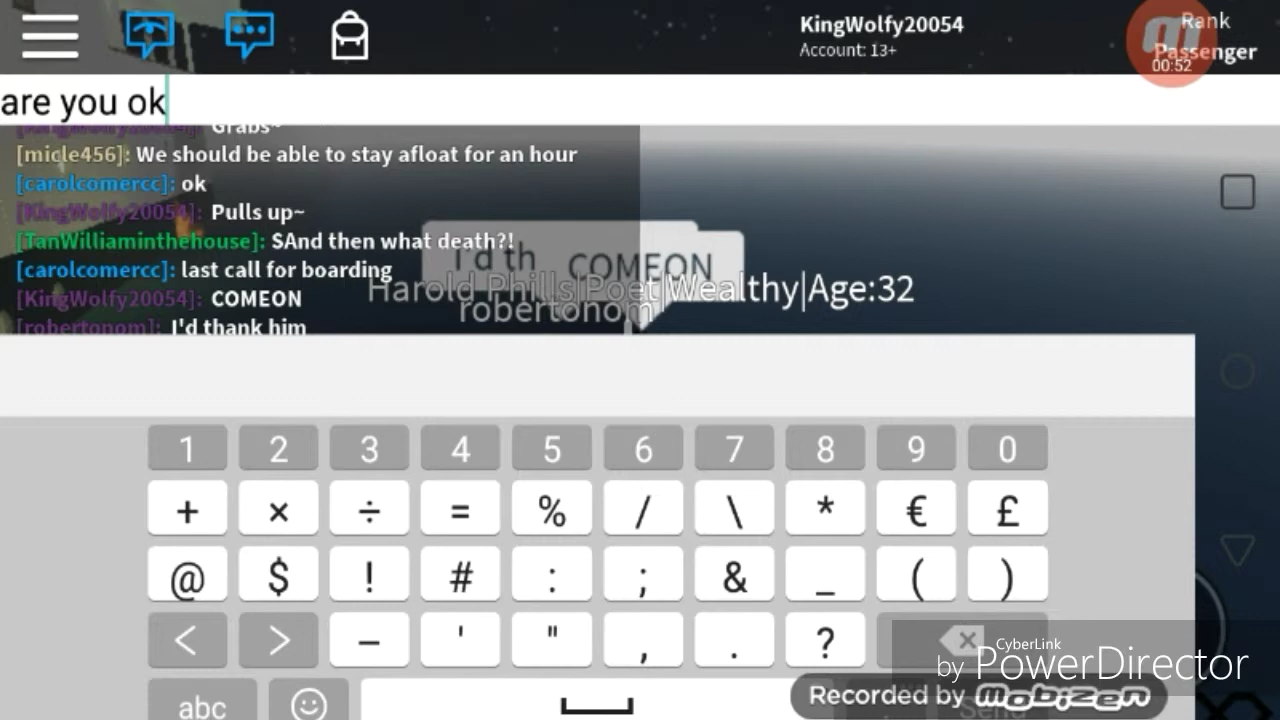 KingWolfy20054
Account: 13+
Rank
Passenger
00:52
are you ok
[KingWolfy20054]: Grabs~
[micle456]: We should be able to stay afloat for an hour
[carolcomercc]: ok
[KingWolfy20054]: Pulls up~
[TanWilliaminthehouse]: $And then what death?!
[carolcomercc]: last call for boarding
[KingWolfy20054]: COMEON
[robertonom]: I'd thank him
I'd th
COMEON
Harold Phills|Poet|Wealthy|Age:32
robertonom
1 2 3 4 5 6 7 8 9 0
+ × ÷ = % / \ * € £
@ $ ! # : ; & _ ( )
< > - ' " , . ?
abc
Send
CyberLink
by PowerDirector
Recorded by Mobizen